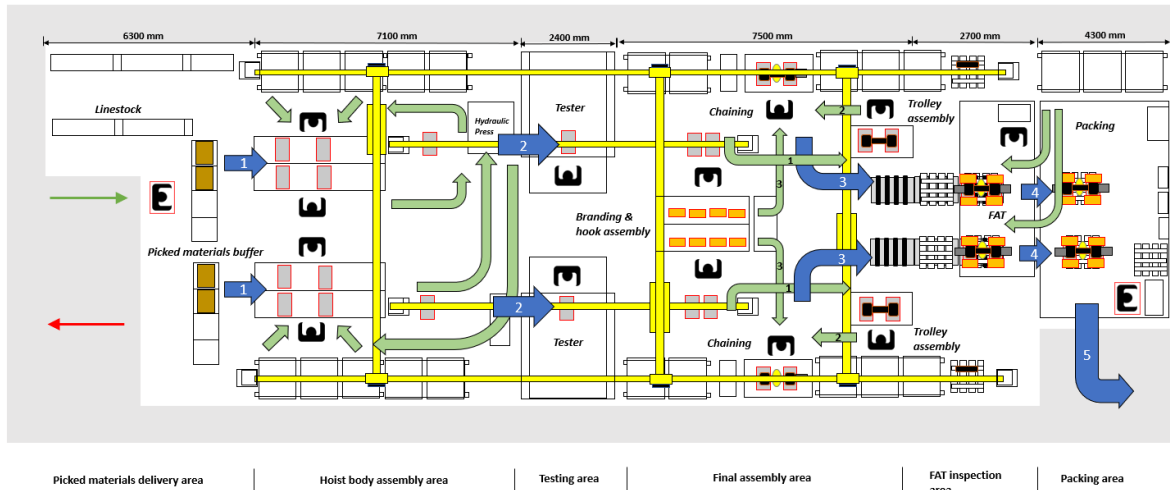 6300 mm
7100 mm
2400 mm
7500 mm
2700 mm
4300 mm
Linestock
Hydraulic
Press
Tester
Chaining
Trolley
assembly
Packing
1
2
2
1
3
3
4
FAT
Branding &
hook assembly
Picked materials buffer
1
2
3
3
1
4
Tester
Chaining
2
Trolley
assembly
5
Picked materials delivery area
Hoist body assembly area
Testing area
Final assembly area
FAT inspection
area
Packing area